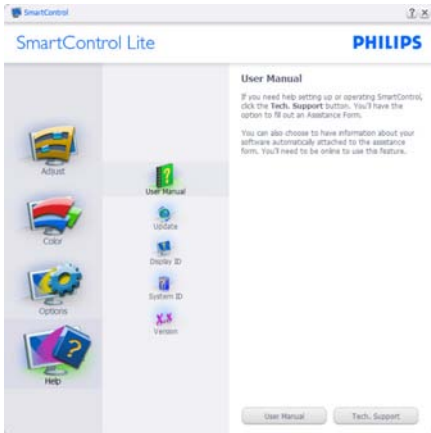 SmartControl
SmartControl Lite
PHILIPS
Adjust
Color
Options
Help
User Manual
Update
Display ID
System ID
X.X
Version
User Manual
If you need help setting up or operating SmartControl,
click the Tech. Support button. You'll have the
option to fill out an Assistance Form.
You can also choose to have information about your
software automatically attached to the assistance
form. You'll need to be online to use this feature.
User Manual
Tech. Support